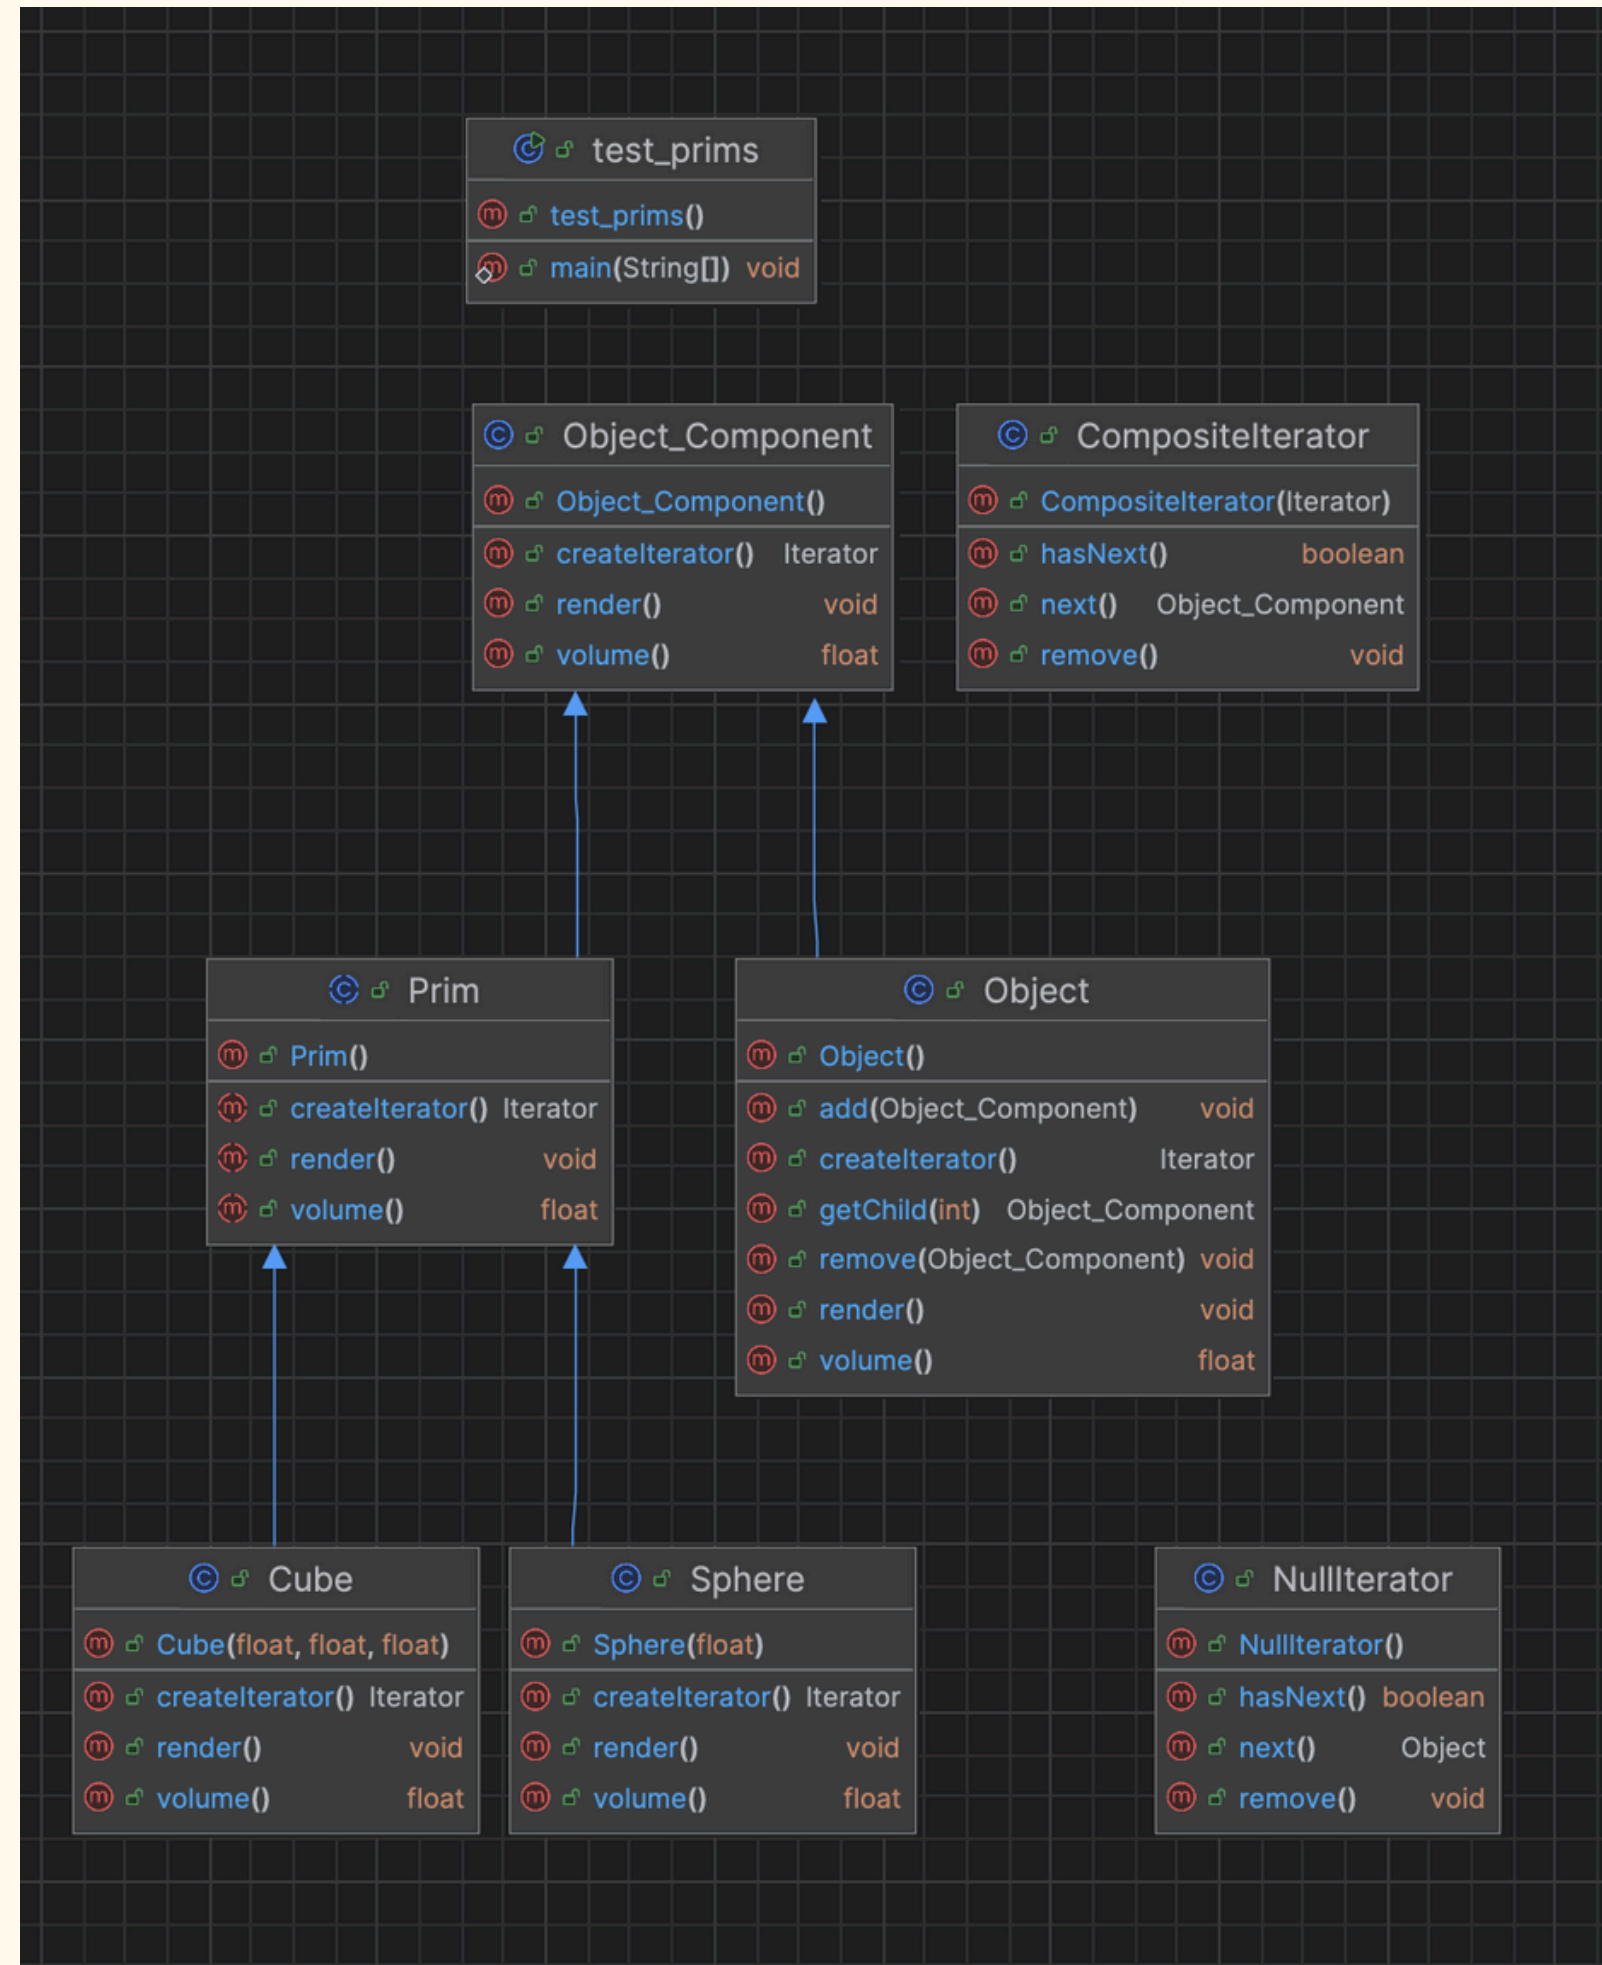 test_prims
test_prims()
main(String[]) void
Object_Component
Object_Component()
createIterator() Iterator
render() void
volume() float
CompositeIterator
CompositeIterator(Iterator)
hasNext() boolean
next() Object_Component
remove() void
Prim
Prim()
createIterator() Iterator
render() void
volume() float
Object
Object()
add(Object_Component) void
createIterator() Iterator
getChild(int) Object_Component
remove(Object_Component) void
render() void
volume() float
Cube
Cube(float, float, float)
createIterator() Iterator
render() void
volume() float
Sphere
Sphere(float)
createIterator() Iterator
render() void
volume() float
NullIterator
NullIterator()
hasNext() boolean
next() Object
remove() void